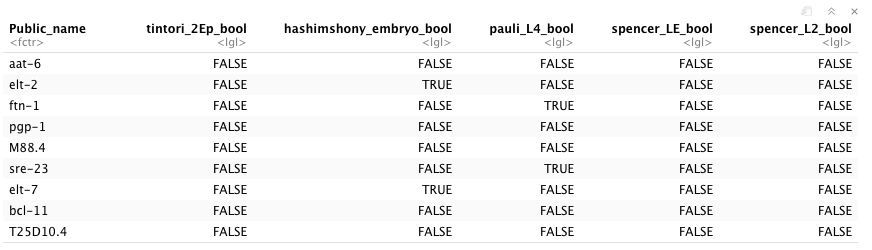 Public_name tintori_2Ep_bool hashimshony_embryo_bool pauli_L4_bool spencer_LE_bool spencer_L2_bool
<fctr> <lgl> <lgl> <lgl> <lgl> <lgl>
aat-6 FALSE FALSE FALSE FALSE FALSE
elt-2 FALSE TRUE FALSE FALSE FALSE
ftn-1 FALSE FALSE TRUE FALSE FALSE
pgp-1 FALSE FALSE FALSE FALSE FALSE
M88.4 FALSE FALSE FALSE FALSE FALSE
sre-23 FALSE FALSE TRUE FALSE FALSE
elt-7 FALSE TRUE FALSE FALSE FALSE
bcl-11 FALSE FALSE FALSE FALSE FALSE
T25D10.4 FALSE FALSE FALSE FALSE FALSE